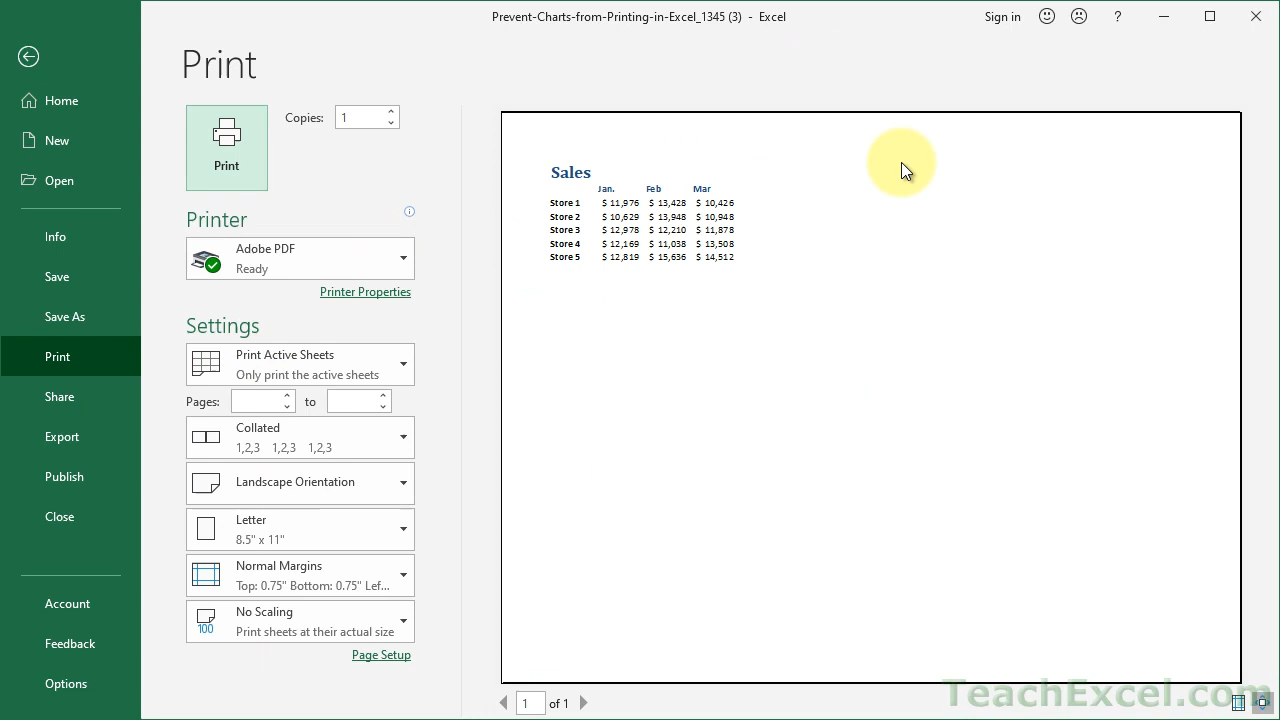 Prevent-Charts-from-Printing-in-Excel_1345 (3) - Excel
Sign in
?
Print
Home
New
Open
Info
Save
Save As
Print
Share
Export
Publish
Close
Account
Feedback
Options
Print
Copies: 1
Printer
Adobe PDF
Ready
Printer Properties
Settings
Print Active Sheets
Only print the active sheets
Pages: to
Collated
1,2,3 1,2,3 1,2,3
Landscape Orientation
Letter
8.5" x 11"
Normal Margins
Top: 0.75" Bottom: 0.75" Lef...
100
No Scaling
Print sheets at their actual size
Page Setup
Sales
Jan. Feb Mar
Store 1 $ 11,976 $ 13,428 $ 10,426
Store 2 $ 10,629 $ 13,948 $ 10,948
Store 3 $ 12,978 $ 12,210 $ 11,878
Store 4 $ 12,169 $ 11,038 $ 13,508
Store 5 $ 12,819 $ 15,636 $ 14,512
1 of 1
TeachExcel.com